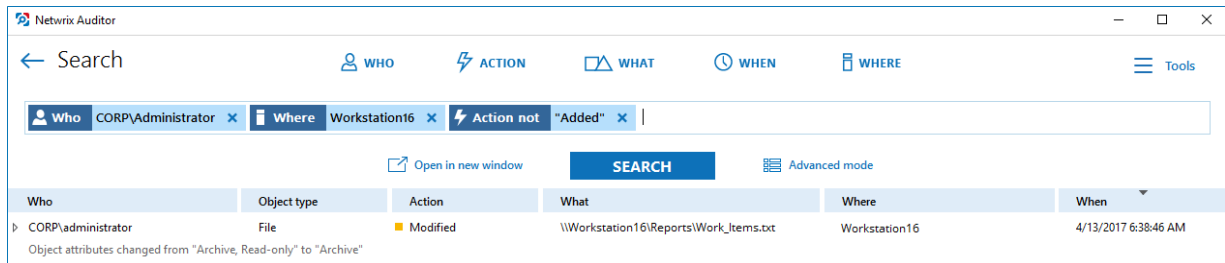 Netwrix Auditor
Search WHO ACTION WHAT WHEN WHERE Tools
Who CORP\Administrator Where Workstation16 Action not "Added"
Open in new window SEARCH Advanced mode
Who Object type Action What Where When
CORP\administrator File Modified \\Workstation16\Reports\Work_Items.txt Workstation16 4/13/2017 6:38:46 AM
Object attributes changed from "Archive, Read-only" to "Archive"